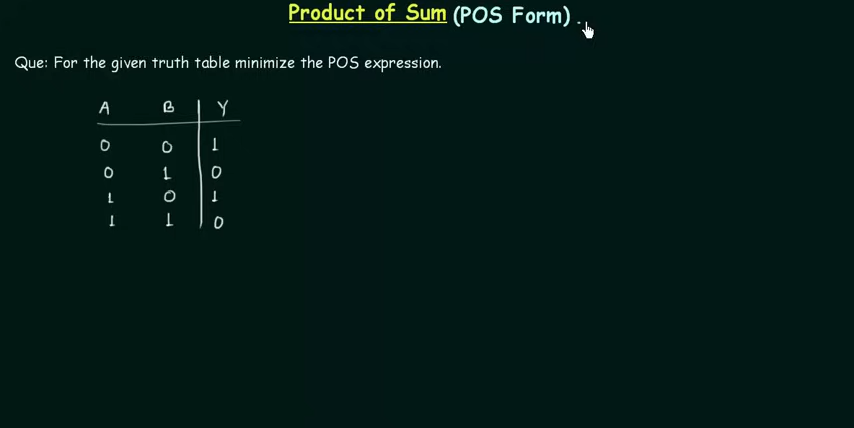 Product of Sum (POS Form) .
Que: For the given truth table minimize the POS expression.
A B Y
0 0 1
0 1 0
1 0 1
1 1 0